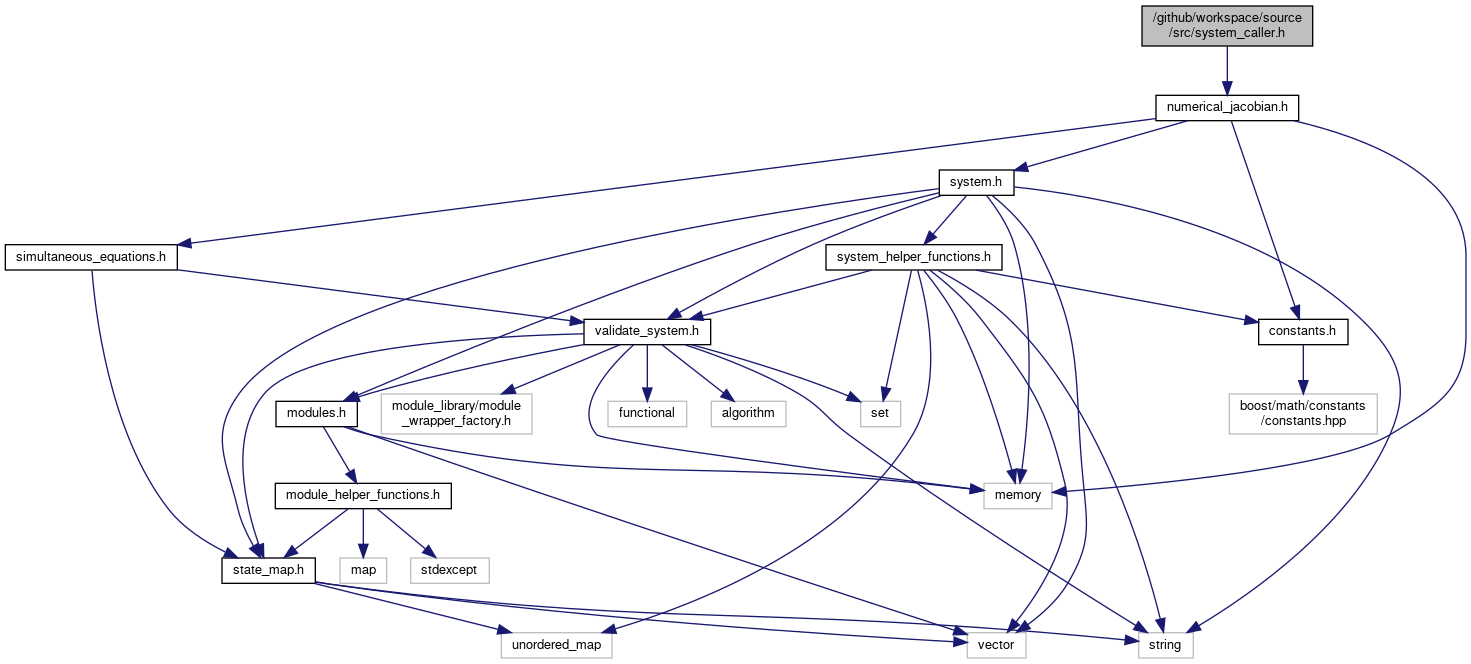 /github/workspace/source
/src/system_caller.h
numerical_jacobian.h
system.h
simultaneous_equations.h
system_helper_functions.h
validate_system.h
constants.h
modules.h
module_library/module
_wrapper_factory.h
functional
algorithm
set
boost/math/constants
/constants.hpp
module_helper_functions.h
memory
state_map.h
map
stdexcept
unordered_map
vector
string